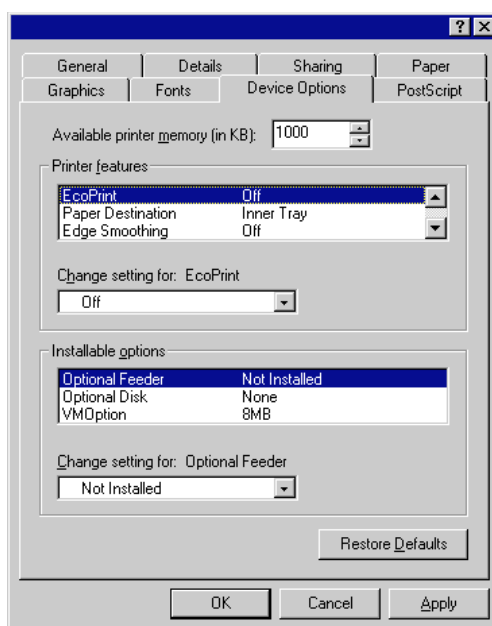 General Details Sharing Paper
Graphics Fonts Device Options PostScript
Available printer memory (in KB): 1000
Printer features
EcoPrint Off
Paper Destination Inner Tray
Edge Smoothing Off
Change setting for: EcoPrint
Off
Installable options
Optional Feeder Not Installed
Optional Disk None
VMOption 8MB
Change setting for: Optional Feeder
Not Installed
Restore Defaults
OK Cancel Apply